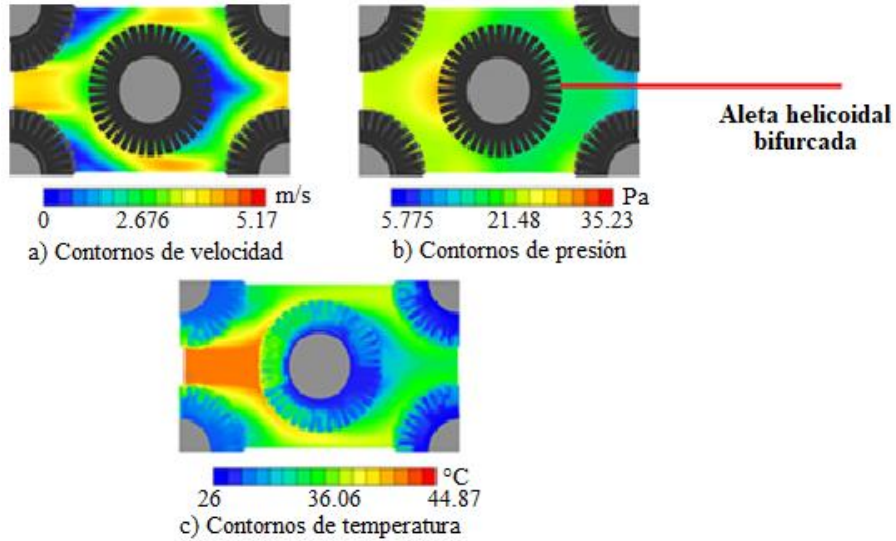 Aleta helicoidal
bifurcada
m/s
0 2.676 5.17
a) Contornos de velocidad
Pa
5.775 21.48 35.23
b) Contornos de presión
°C
26 36.06 44.87
c) Contornos de temperatura